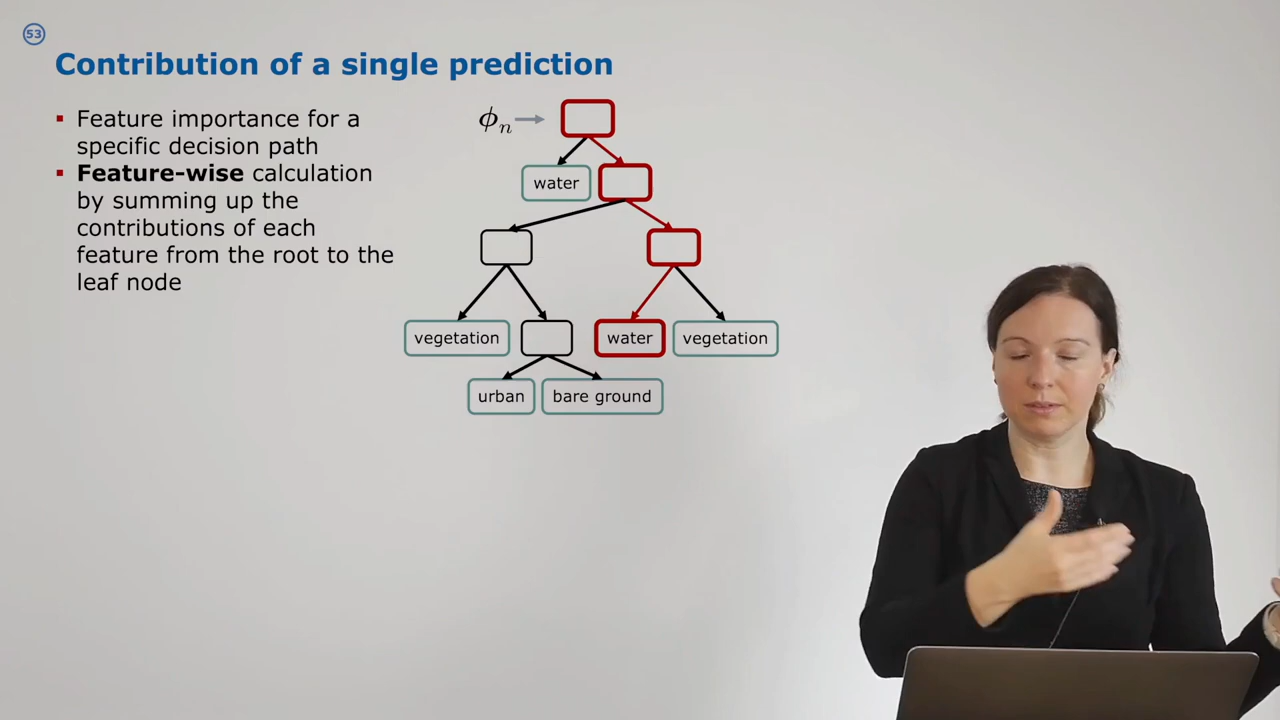 53
Contribution of a single prediction
▪ Feature importance for a
specific decision path
▪ Feature-wise calculation
by summing up the
contributions of each
feature from the root to the
leaf node
ϕn
water
vegetation
water
vegetation
urban
bare ground